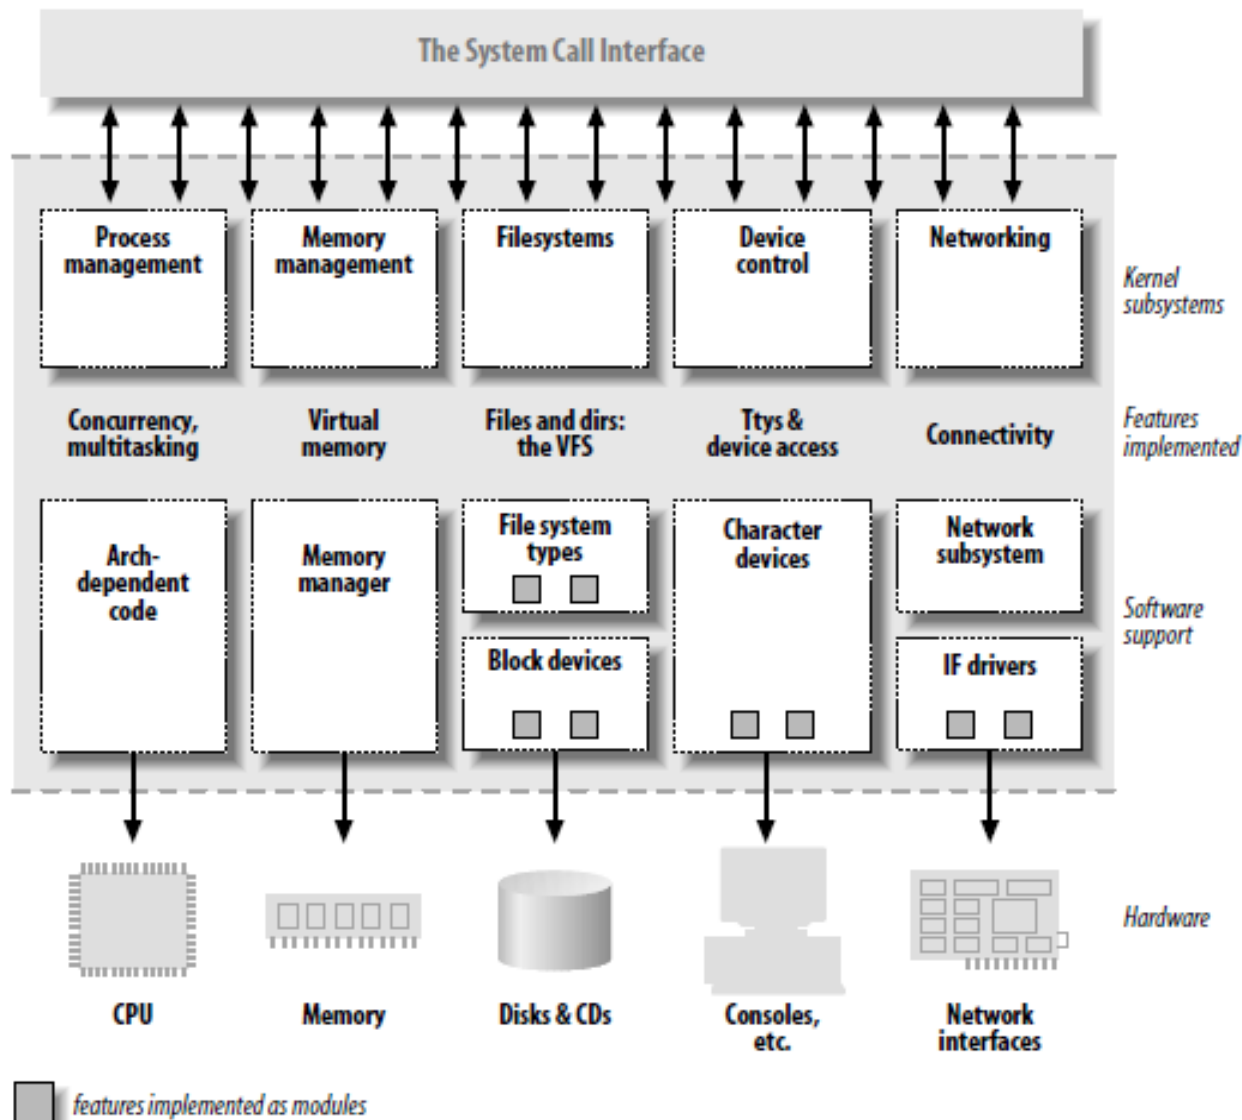 The System Call Interface
Process
management
Memory
management
Filesystems
Device
control
Networking
Kernel
subsystems
Concurrency,
multitasking
Virtual
memory
Files and dirs:
the VFS
Ttys &
device access
Connectivity
Features
implemented
Arch-
dependent
code
Memory
manager
File system
types
Block devices
Character
devices
Network
subsystem
IF drivers
Software
support
CPU
Memory
Disks & CDs
Consoles,
etc.
Network
interfaces
Hardware
features implemented as modules